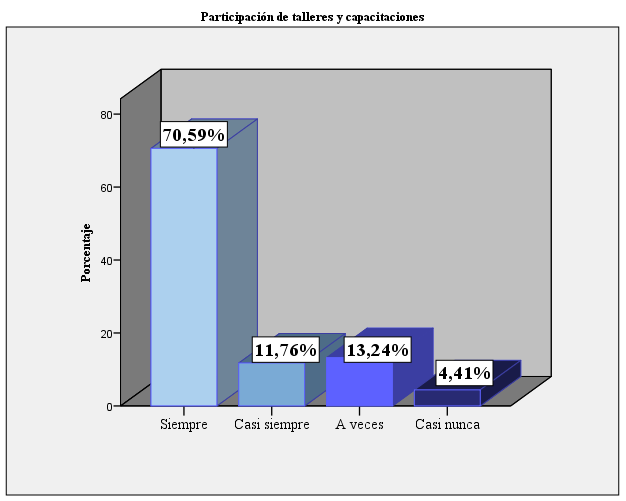 Participación de talleres y capacitaciones
Porcentaje
80
60
40
20
0
70,59%
11,76%
13,24%
4,41%
Siempre
Casi siempre
A veces
Casi nunca